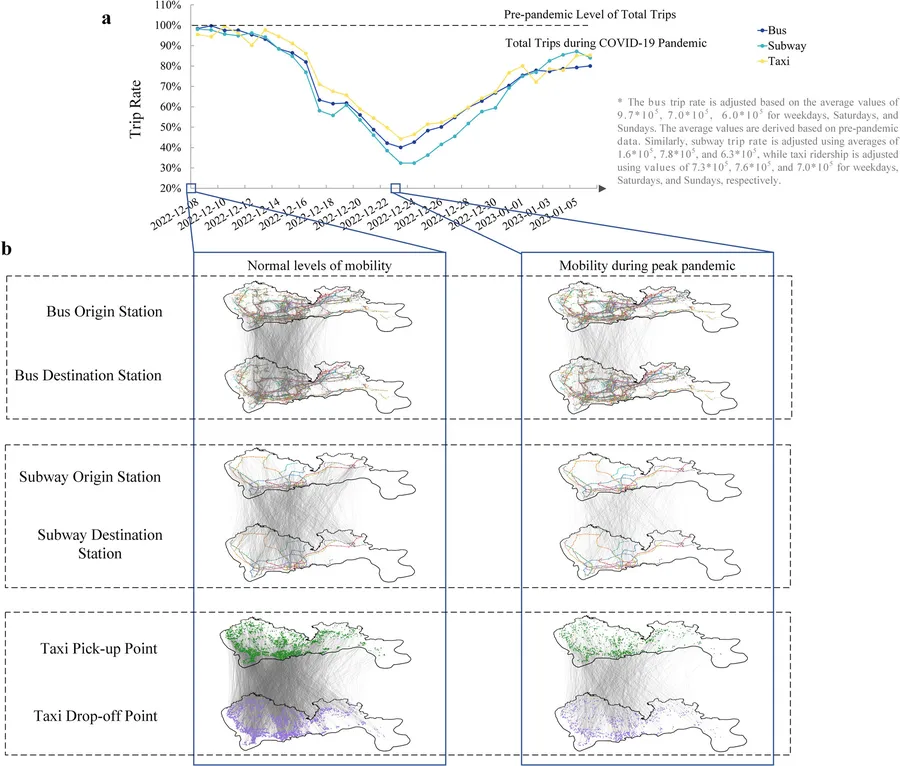 a
110%
100%
90%
80%
70%
60%
50%
40%
30%
20%
Trip Rate
Pre-pandemic Level of Total Trips
Total Trips during COVID-19 Pandemic
Bus
Subway
Taxi
* The bus trip rate is adjusted based on the average values of
9.7*10⁵, 7.0*10⁵, 6.0*10⁵ for weekdays, Saturdays, and
Sundays. The average values are derived based on pre-pandemic
data. Similarly, subway trip rate is adjusted using averages of
1.6*10⁵, 7.8*10⁵, and 6.3*10⁵, while taxi ridership is adjusted
using values of 7.3*10⁵, 7.6*10⁵, and 7.0*10⁵ for weekdays,
Saturdays, and Sundays, respectively.
2022-12-08
2022-12-10
2022-12-12
2022-12-14
2022-12-16
2022-12-18
2022-12-20
2022-12-22
2022-12-24
2022-12-26
2022-12-28
2022-12-30
2023-01-01
2023-01-03
2023-01-05
b
Normal levels of mobility
Mobility during peak pandemic
Bus Origin Station
Bus Destination Station
Subway Origin Station
Subway Destination
Station
Taxi Pick-up Point
Taxi Drop-off Point